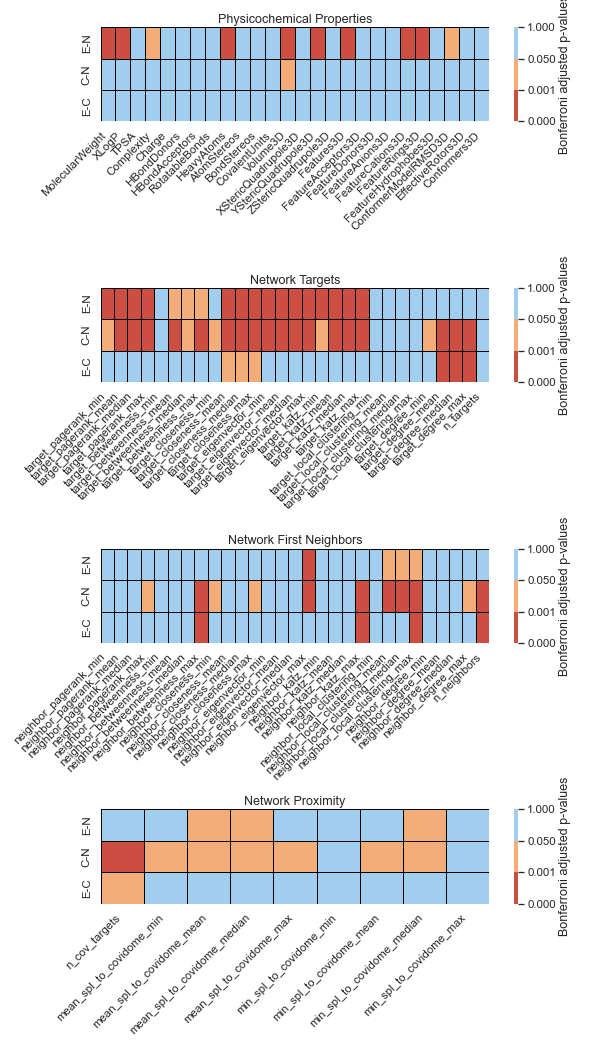 Physicochemical Properties
E-N
C-N
E-C
MolecularWeight
XLogP
TPSA
Complexity
Charge
HBondDonors
HBondAcceptors
RotatableBonds
HeavyAtoms
AtomStereos
BondStereos
CovalentUnits
Volume3D
XStericQuadrupole3D
YStericQuadrupole3D
ZStericQuadrupole3D
Features3D
FeatureAcceptors3D
FeatureDonors3D
FeatureAnions3D
FeatureCations3D
FeatureRings3D
FeatureHydrophobes3D
ConformerModelRMSD3D
EffectiveRotors3D
Conformers3D
1.000
0.050
0.001
0.000
Bonferroni adjusted p-values
Network Targets
E-N
C-N
E-C
target_pagerank_min
target_pagerank_mean
target_pagerank_median
target_pagerank_max
target_betweenness_min
target_betweenness_mean
target_betweenness_median
target_betweenness_max
target_closeness_min
target_closeness_mean
target_closeness_median
target_closeness_max
target_eigenvector_min
target_eigenvector_mean
target_eigenvector_median
target_eigenvector_max
target_katz_min
target_katz_mean
target_katz_median
target_katz_max
target_local_clustering_min
target_local_clustering_mean
target_local_clustering_median
target_local_clustering_max
target_degree_min
target_degree_mean
target_degree_median
target_degree_max
n_targets
1.000
0.050
0.001
0.000
Bonferroni adjusted p-values
Network First Neighbors
E-N
C-N
E-C
neighbor_pagerank_min
neighbor_pagerank_mean
neighbor_pagerank_median
neighbor_pagerank_max
neighbor_betweenness_min
neighbor_betweenness_mean
neighbor_betweenness_median
neighbor_betweenness_max
neighbor_closeness_min
neighbor_closeness_mean
neighbor_closeness_median
neighbor_closeness_max
neighbor_eigenvector_min
neighbor_eigenvector_mean
neighbor_eigenvector_median
neighbor_eigenvector_max
neighbor_katz_min
neighbor_katz_mean
neighbor_katz_median
neighbor_katz_max
neighbor_local_clustering_min
neighbor_local_clustering_mean
neighbor_local_clustering_median
neighbor_local_clustering_max
neighbor_degree_min
neighbor_degree_mean
neighbor_degree_median
neighbor_degree_max
n_neighbors
1.000
0.050
0.001
0.000
Bonferroni adjusted p-values
Network Proximity
E-N
C-N
E-C
n_cov_targets
mean_spl_to_covidome_min
mean_spl_to_covidome_mean
mean_spl_to_covidome_median
mean_spl_to_covidome_max
min_spl_to_covidome_min
min_spl_to_covidome_mean
min_spl_to_covidome_median
min_spl_to_covidome_max
1.000
0.050
0.001
0.000
Bonferroni adjusted p-values